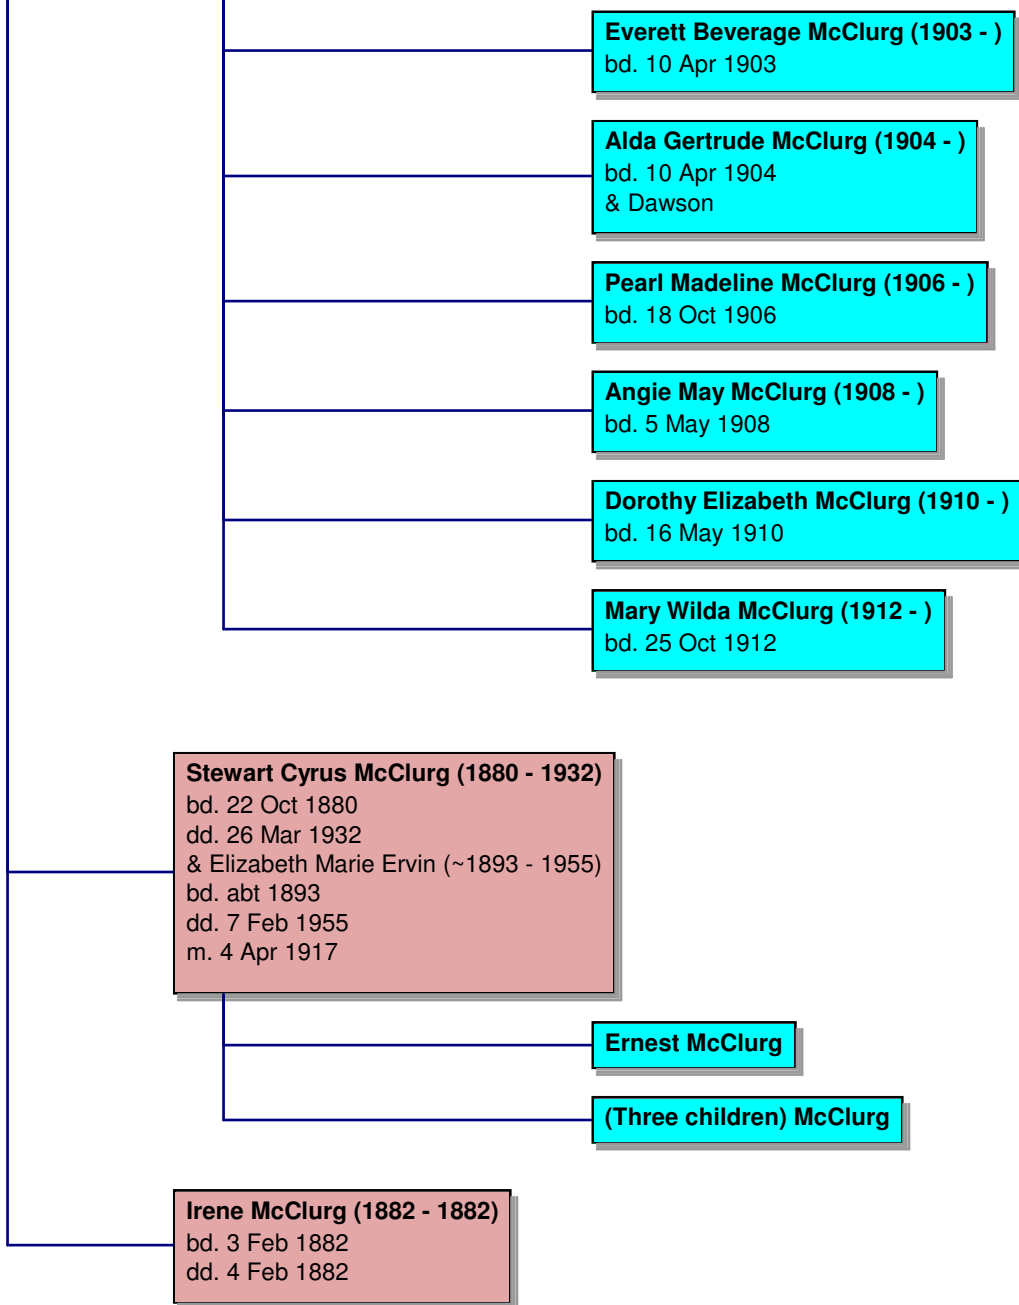 Everett Beverage McClurg (1903 - )
bd. 10 Apr 1903
Alda Gertrude McClurg (1904 - )
bd. 10 Apr 1904
& Dawson
Pearl Madeline McClurg (1906 - )
bd. 18 Oct 1906
Angie May McClurg (1908 - )
bd. 5 May 1908
Dorothy Elizabeth McClurg (1910 - )
bd. 16 May 1910
Mary Wilda McClurg (1912 - )
bd. 25 Oct 1912
Stewart Cyrus McClurg (1880 - 1932)
bd. 22 Oct 1880
dd. 26 Mar 1932
& Elizabeth Marie Ervin (~1893 - 1955)
bd. abt 1893
dd. 7 Feb 1955
m. 4 Apr 1917
Ernest McClurg
(Three children) McClurg
Irene McClurg (1882 - 1882)
bd. 3 Feb 1882
dd. 4 Feb 1882